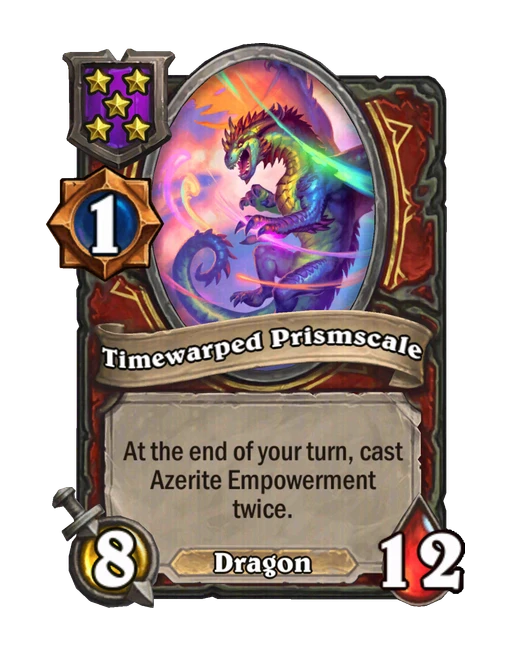 1
Timewarped Prismscale
At the end of your turn, cast
Azerite Empowerment
twice.
8
Dragon
12